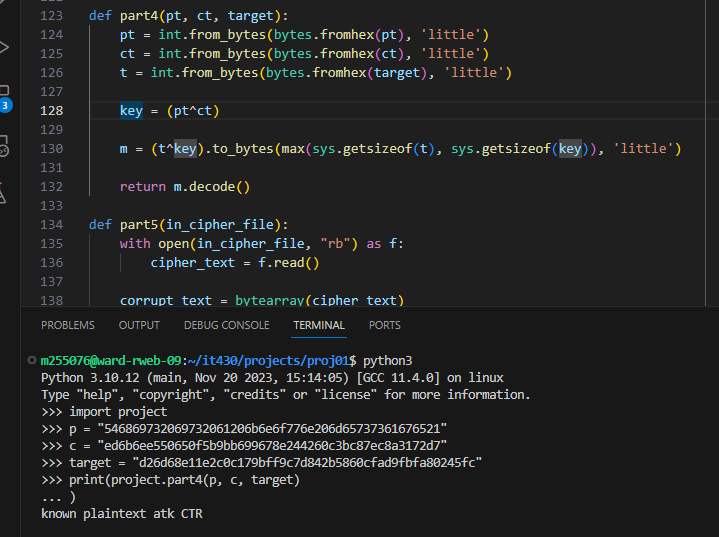 123 def part4(pt, ct, target):
124 pt = int.from_bytes(bytes.fromhex(pt), 'little')
125 ct = int.from_bytes(bytes.fromhex(ct), 'little')
126 t = int.from_bytes(bytes.fromhex(target), 'little')
127
128 key = (pt^ct)
129
130 m = (t^key).to_bytes(max(sys.getsizeof(t), sys.getsizeof(key)), 'little')
131
132 return m.decode()
133
134 def part5(in_cipher_file):
135 with open(in_cipher_file, "rb") as f:
136 cipher_text = f.read()
137
138 corrupt_text = bytearray(cipher_text)
3
PROBLEMS OUTPUT DEBUG CONSOLE TERMINAL PORTS
m255076@ward-rweb-09:~/it430/projects/proj01$ python3
Python 3.10.12 (main, Nov 20 2023, 15:14:05) [GCC 11.4.0] on linux
Type "help", "copyright", "credits" or "license" for more information.
>>> import project
>>> p = "546869732069732061206b6e6f776e206d65737361676521"
>>> c = "ed6b6ee550650f5b9bb699678e244260c3bc87ec8a3172d7"
>>> target = "d26d68e11e2c0c179bff9c7d842b5860cfad9fbfa80245fc"
>>> print(project.part4(p, c, target)
... )
known plaintext atk CTR